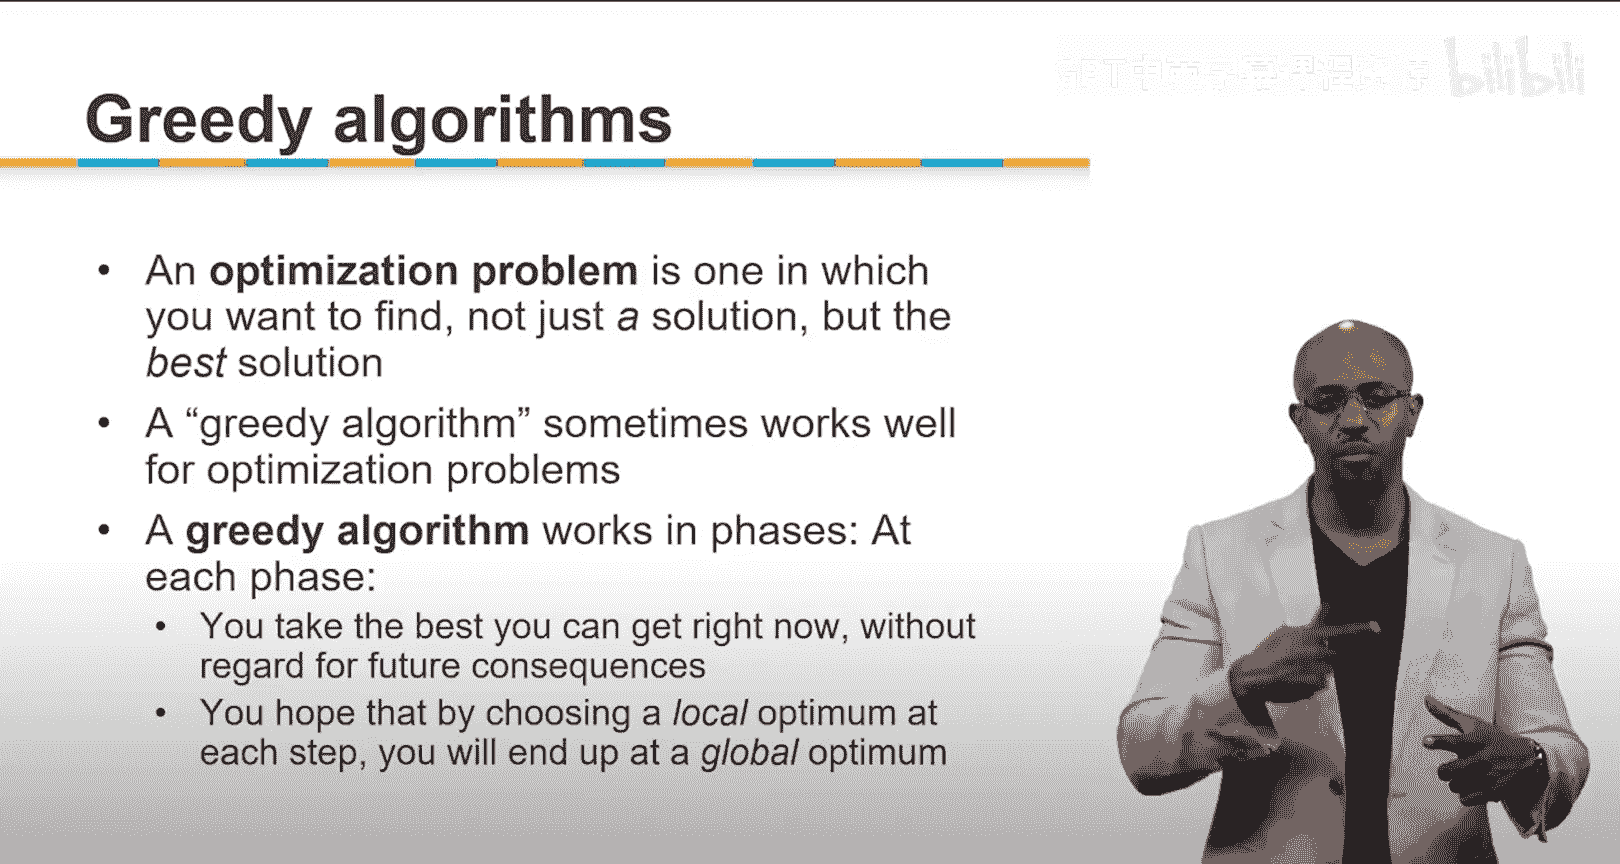 bilibili
Greedy algorithms
• An optimization problem is one in which
you want to find, not just a solution, but the
best solution
• A “greedy algorithm” sometimes works well
for optimization problems
• A greedy algorithm works in phases: At
each phase:
• You take the best you can get right now, without
regard for future consequences
• You hope that by choosing a local optimum at
each step, you will end up at a global optimum